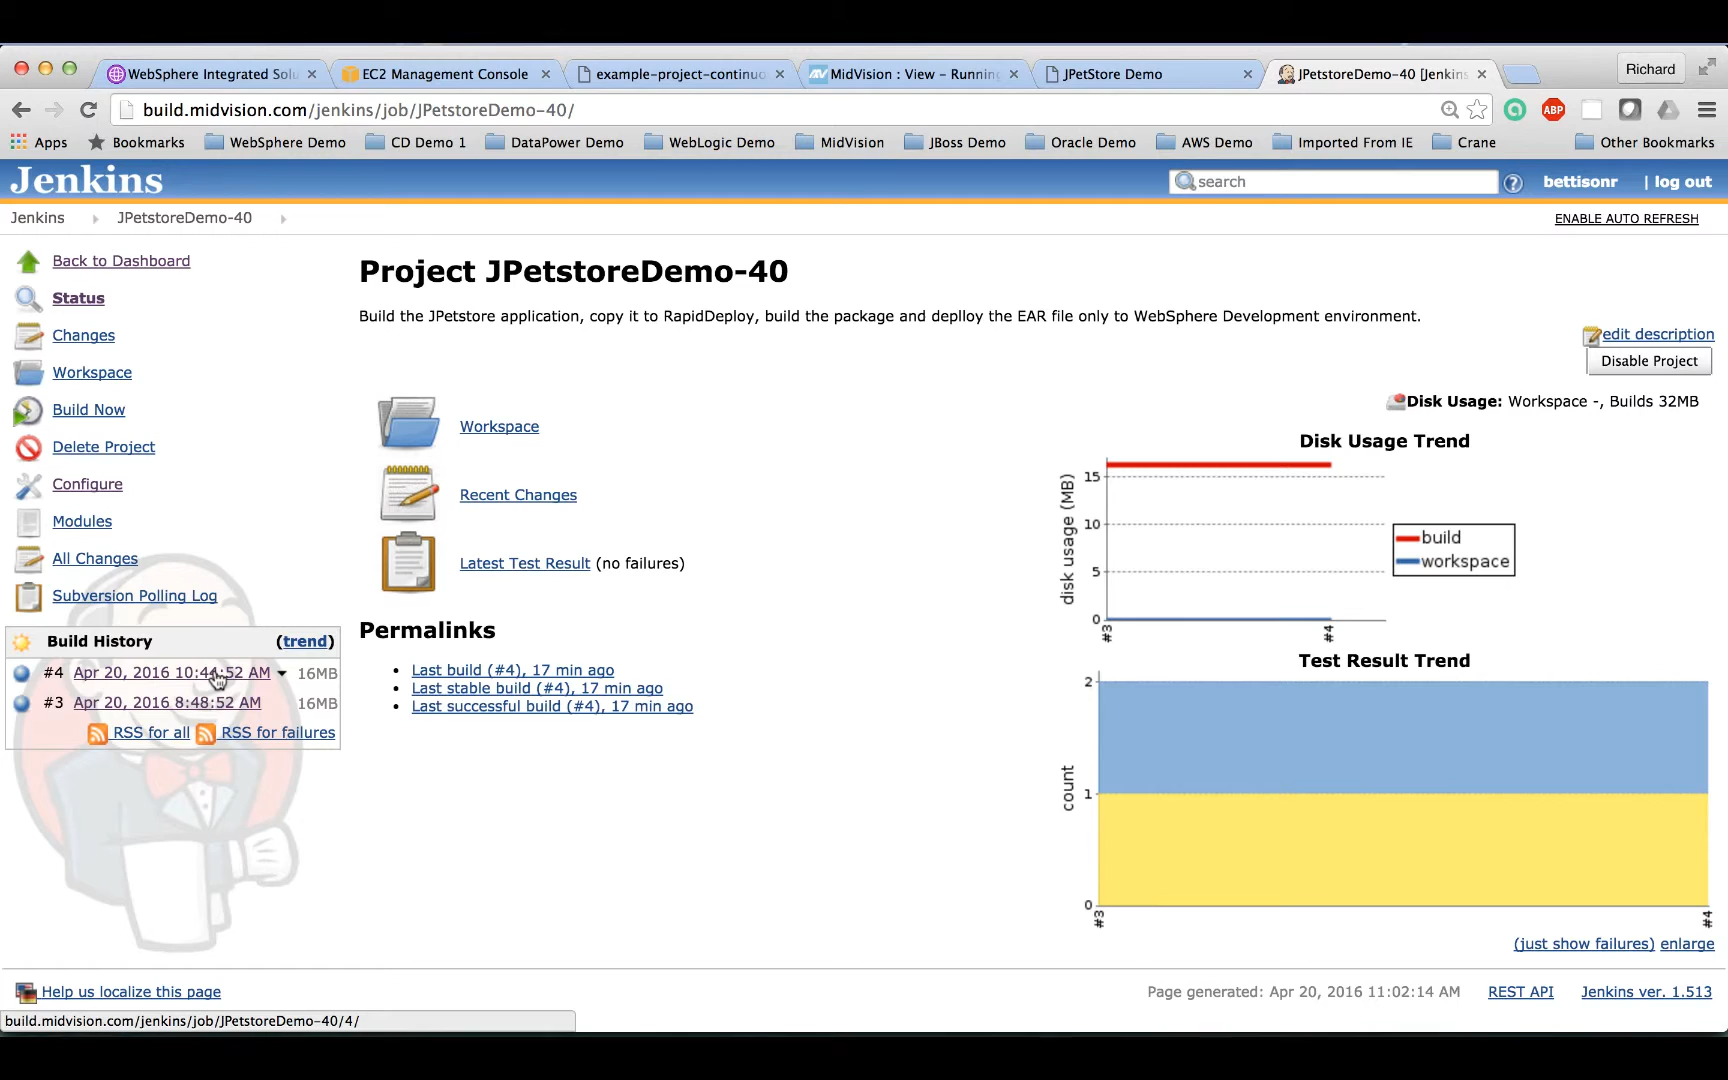 WebSphere Integrated Solu
EC2 Management Console
example-project-continuo
MidVision : View - Running
JPetStore Demo
JPetstoreDemo-40 [Jenkins
Richard
build.midvision.com/jenkins/job/JPetstoreDemo-40/
ABP
Apps
Bookmarks
WebSphere Demo
CD Demo 1
DataPower Demo
WebLogic Demo
MidVision
JBoss Demo
Oracle Demo
AWS Demo
Imported From IE
Crane
Other Bookmarks
Jenkins
search
bettisonr
| log out
Jenkins
JPetstoreDemo-40
ENABLE AUTO REFRESH
Back to Dashboard
Status
Changes
Workspace
Build Now
Delete Project
Configure
Modules
All Changes
Subversion Polling Log
Build History
(trend)
#4 Apr 20, 2016 10:44:52 AM 16MB
#3 Apr 20, 2016 8:48:52 AM 16MB
RSS for all
RSS for failures
Project JPetstoreDemo-40
Build the JPetstore application, copy it to RapidDeploy, build the package and deplloy the EAR file only to WebSphere Development environment.
edit description
Disable Project
Workspace
Recent Changes
Latest Test Result (no failures)
Permalinks
Last build (#4), 17 min ago
Last stable build (#4), 17 min ago
Last successful build (#4), 17 min ago
Disk Usage: Workspace -, Builds 32MB
Disk Usage Trend
disk usage (MB)
15
10
5
0
#3
#4
build
workspace
Test Result Trend
count
2
1
0
#3
#4
(just show failures) enlarge
Help us localize this page
Page generated: Apr 20, 2016 11:02:14 AM
REST API
Jenkins ver. 1.513
build.midvision.com/jenkins/job/JPetstoreDemo-40/4/